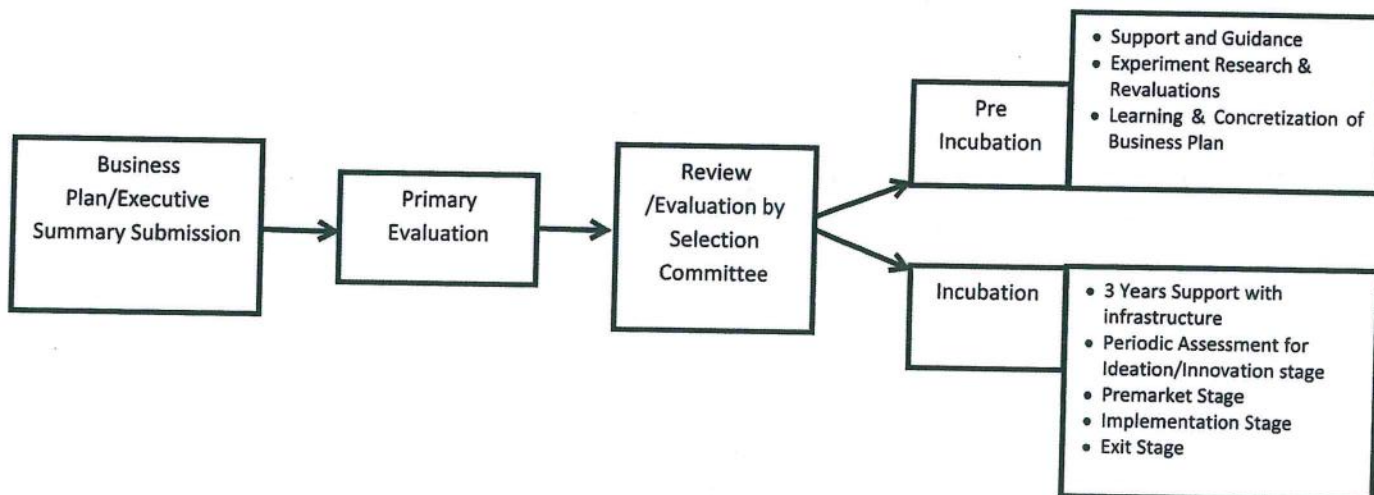 Business
Plan/Executive
Summary Submission
Primary
Evaluation
Review
/Evaluation by
Selection
Committee
Pre
Incubation
• Support and Guidance
• Experiment Research &
Revaluations
• Learning & Concretization of
Business Plan
Incubation
• 3 Years Support with
infrastructure
• Periodic Assessment for
Ideation/Innovation stage
• Premarket Stage
• Implementation Stage
• Exit Stage